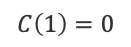 C(1) = 0